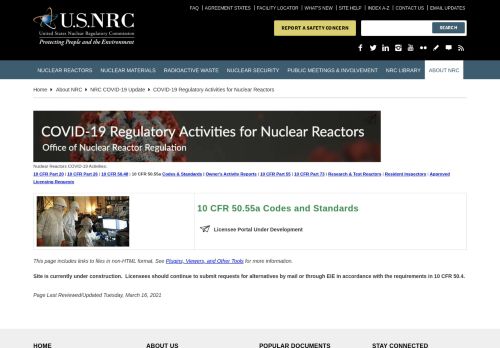 FAQ | AGREEMENT STATES | FACILITY LOCATOR | WHAT'S NEW | SITE HELP | INDEX A-Z | CONTACT US | EMAIL UPDATES
U.S.NRC
United States Nuclear Regulatory Commission
Protecting People and the Environment
REPORT A SAFETY CONCERN
SEARCH
NUCLEAR REACTORS NUCLEAR MATERIALS RADIOACTIVE WASTE NUCLEAR SECURITY PUBLIC MEETINGS & INVOLVEMENT NRC LIBRARY ABOUT NRC
Home About NRC NRC COVID-19 Update COVID-19 Regulatory Activities for Nuclear Reactors
COVID-19 Regulatory Activities for Nuclear Reactors
Office of Nuclear Reactor Regulation
Nuclear Reactors COVID-19 Activities:
10 CFR Part 20 | 10 CFR Part 26 | 10 CFR 50.48 | 10 CFR 50.55a Codes & Standards | Owner's Activity Reports | 10 CFR Part 55 | 10 CFR Part 73 | Research & Test Reactors | Resident Inspectors | Approved
Licensing Requests
10 CFR 50.55a Codes and Standards
Licensee Portal Under Development
This page includes links to files in non-HTML format. See Plugins, Viewers, and Other Tools for more information.
Site is currently under construction. Licensees should continue to submit requests for alternatives by mail or through EIE in accordance with the requirements in 10 CFR 50.4.
Page Last Reviewed/Updated Tuesday, March 16, 2021
HOME ABOUT US POPULAR DOCUMENTS STAY CONNECTED